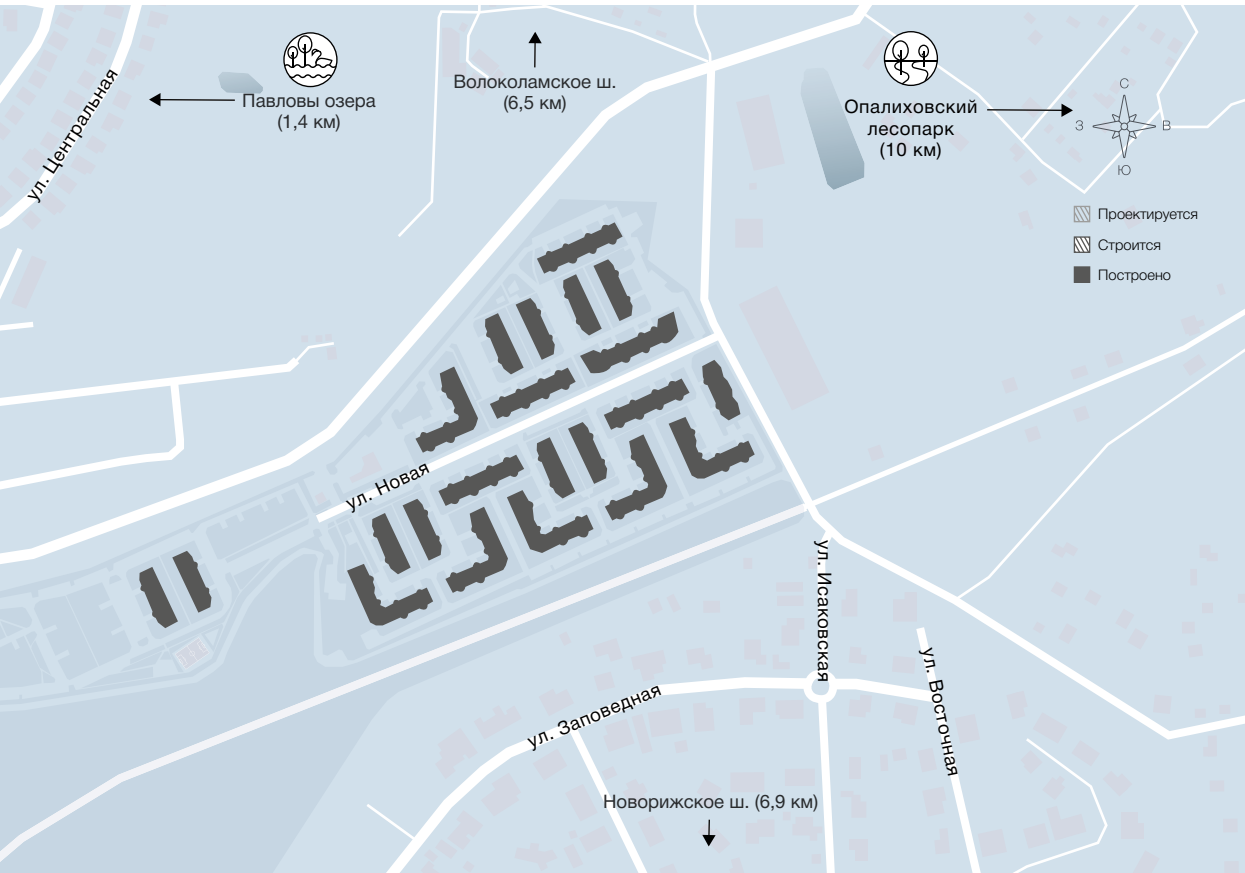 ул. Центральная
Павловы озера
(1,4 км)
Волоколамское ш.
(6,5 км)
Опалиховский
лесопарк
(10 км)
С
З
В
Ю
Проектируется
Строится
Построено
ул. Новая
ул. Исаковская
ул. Восточная
ул. Заповедная
Новорижское ш. (6,9 км)